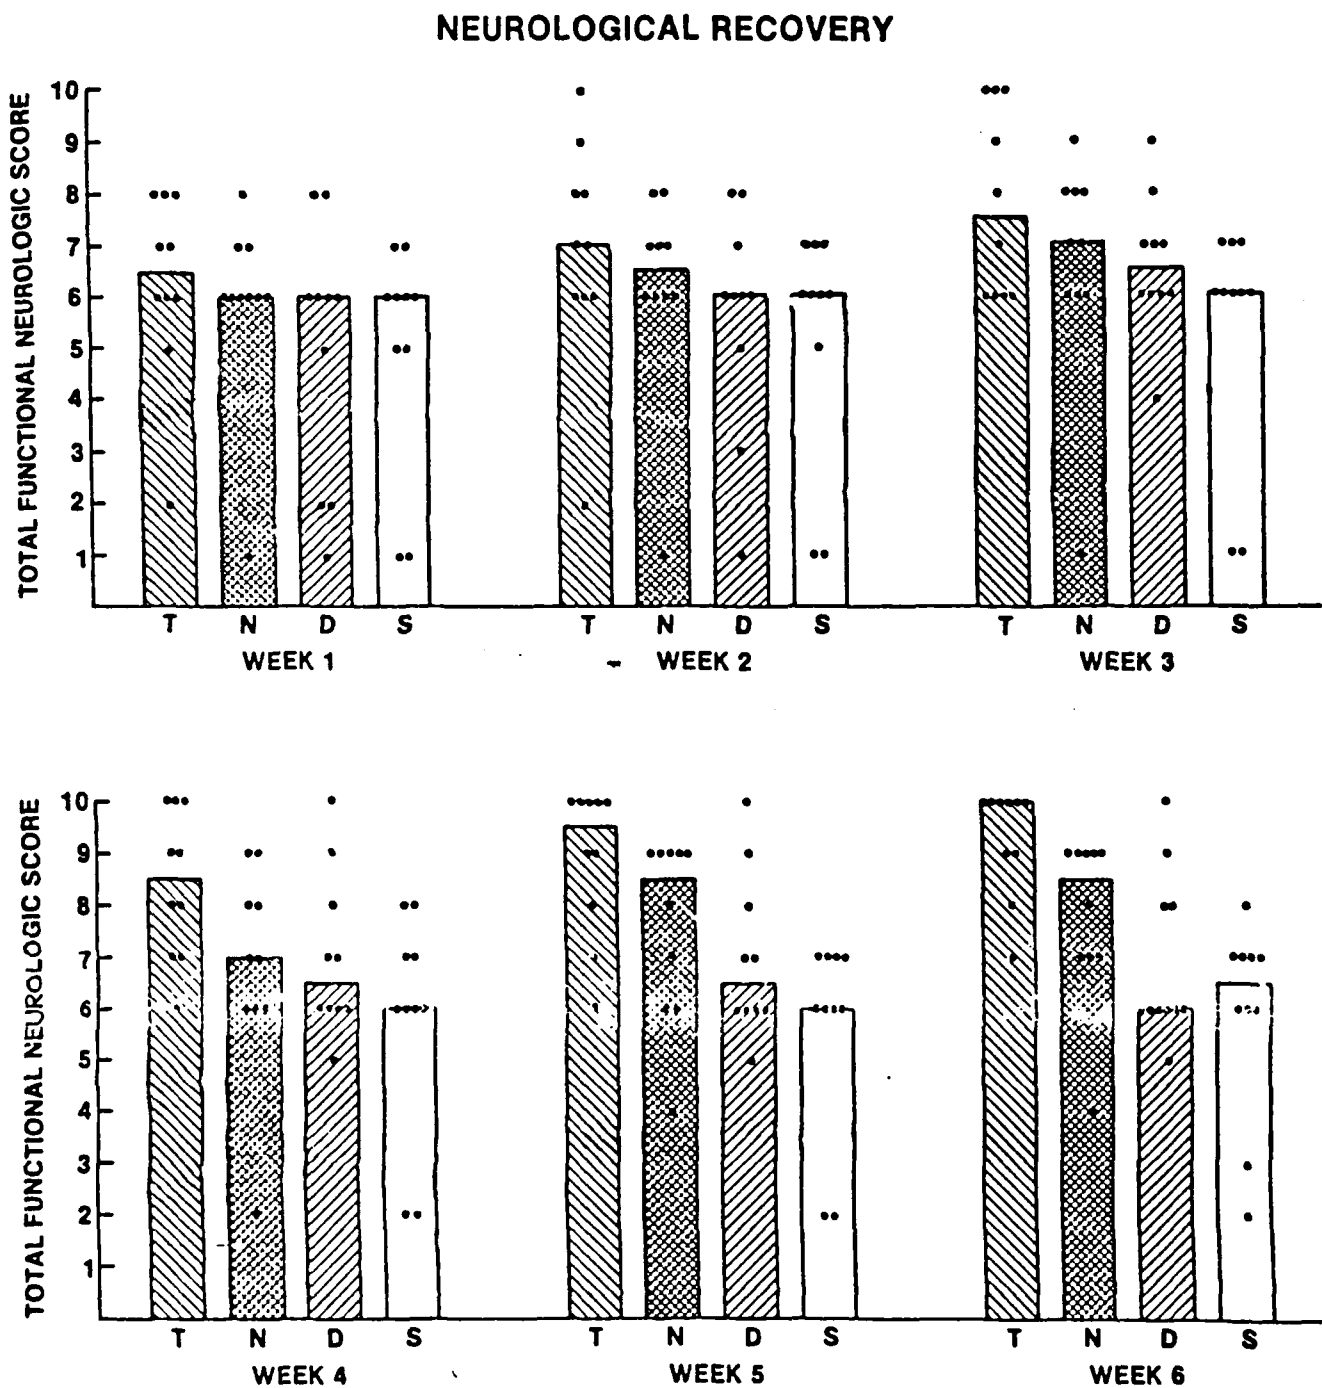 NEUROLOGICAL RECOVERY
TOTAL FUNCTIONAL NEUROLOGIC SCORE
10
9
8
7
6
5
4
3
2
1
T N D S
WEEK 1
T N D S
WEEK 2
T N D S
WEEK 3
TOTAL FUNCTIONAL NEUROLOGIC SCORE
10
9
8
7
6
5
4
3
2
1
T N D S
WEEK 4
T N D S
WEEK 5
T N D S
WEEK 6